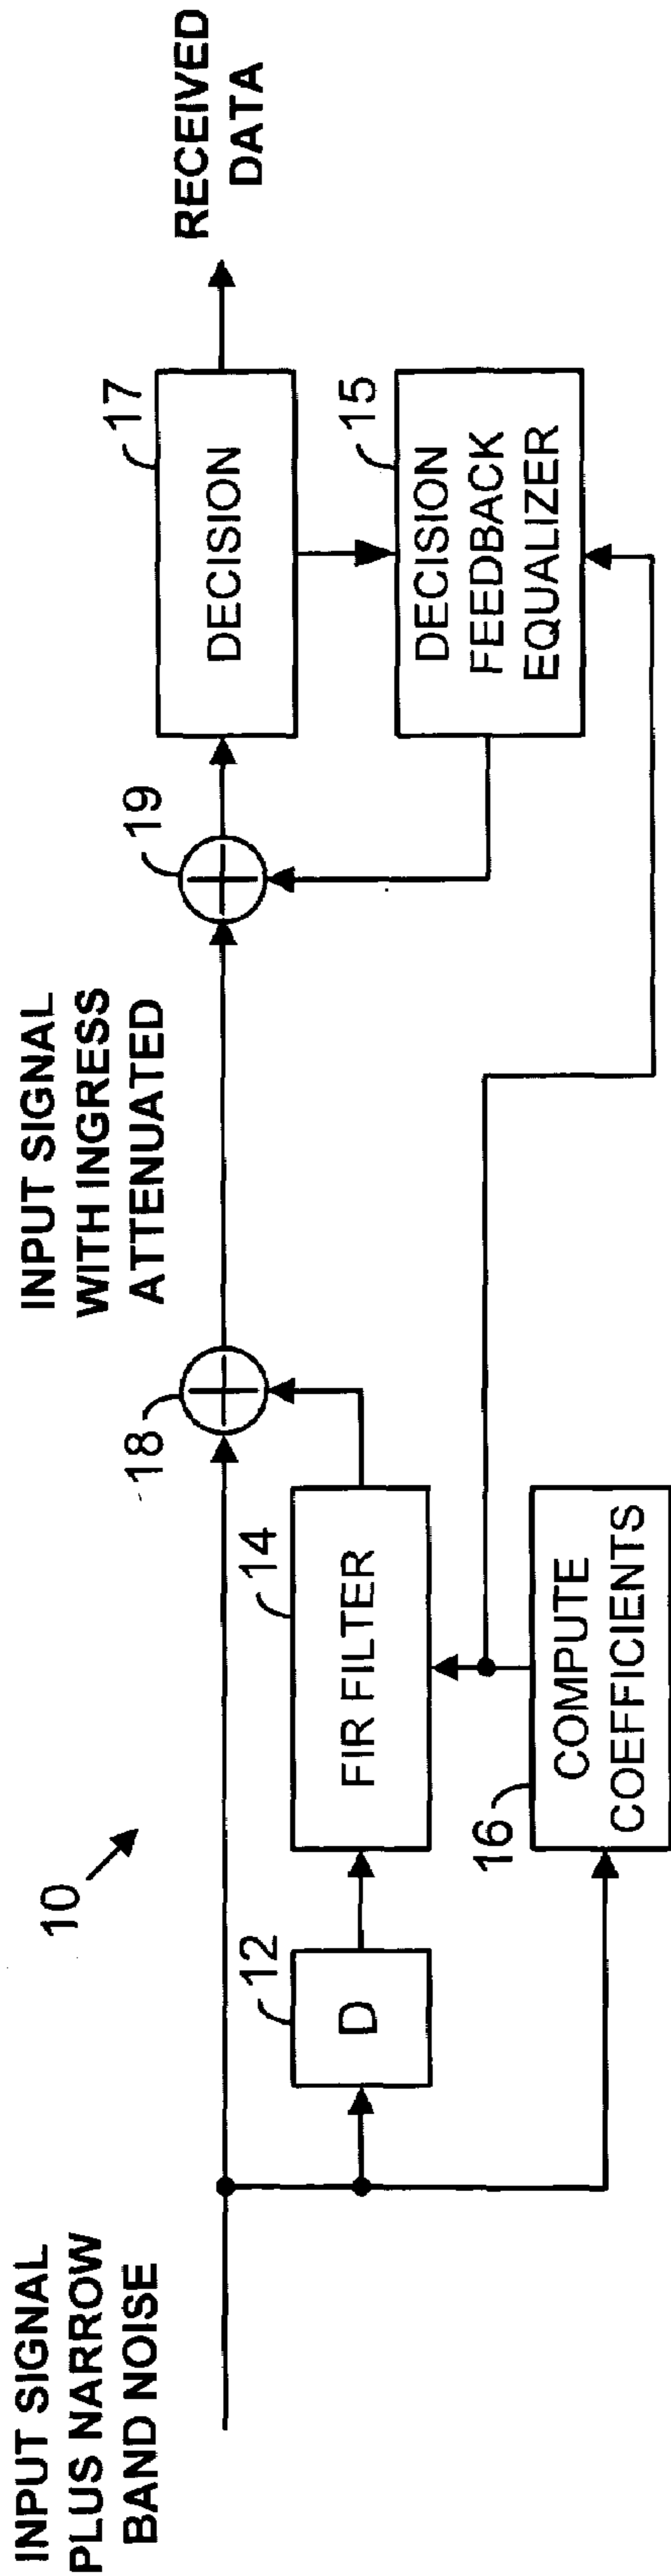 INPUT SIGNAL
PLUS NARROW
BAND NOISE
10
12
D
14
FIR FILTER
16
COMPUTE
COEFFICIENTS
18
INPUT SIGNAL
WITH INGRESS
ATTENUATED
19
17
DECISION
15
DECISION
FEEDBACK
EQUALIZER
RECEIVED
DATA